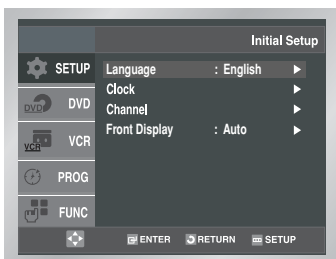 Initial Setup
SETUP
DVD
VCR
PROG
FUNC
Language : English ►
Clock ►
Channel ►
Front Display : Auto ►
DVD
VCR
ENTER RETURN SETUP